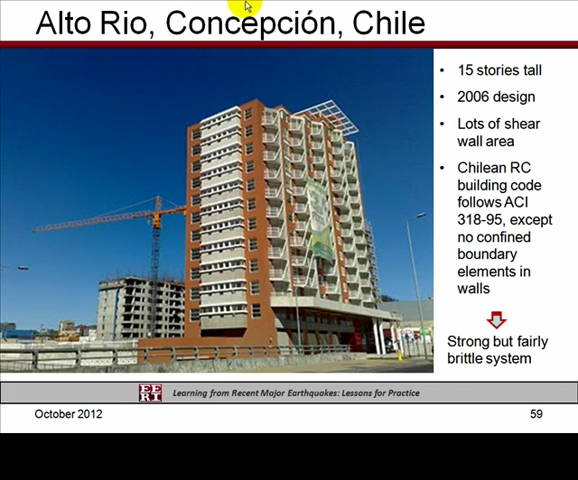 Alto Rio, Concepción, Chile
• 15 stories tall
• 2006 design
• Lots of shear
wall area
• Chilean RC
building code
follows ACI
318-95, except
no confined
boundary
elements in
walls
Strong but fairly
brittle system
EE
RI
Learning from Recent Major Earthquakes: Lessons for Practice
October 2012
59